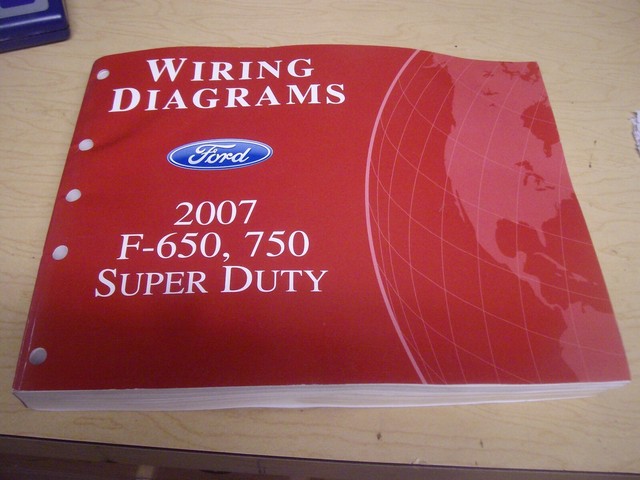 WIRING
DIAGRAMS
Ford
2007
F-650, 750
SUPER DUTY